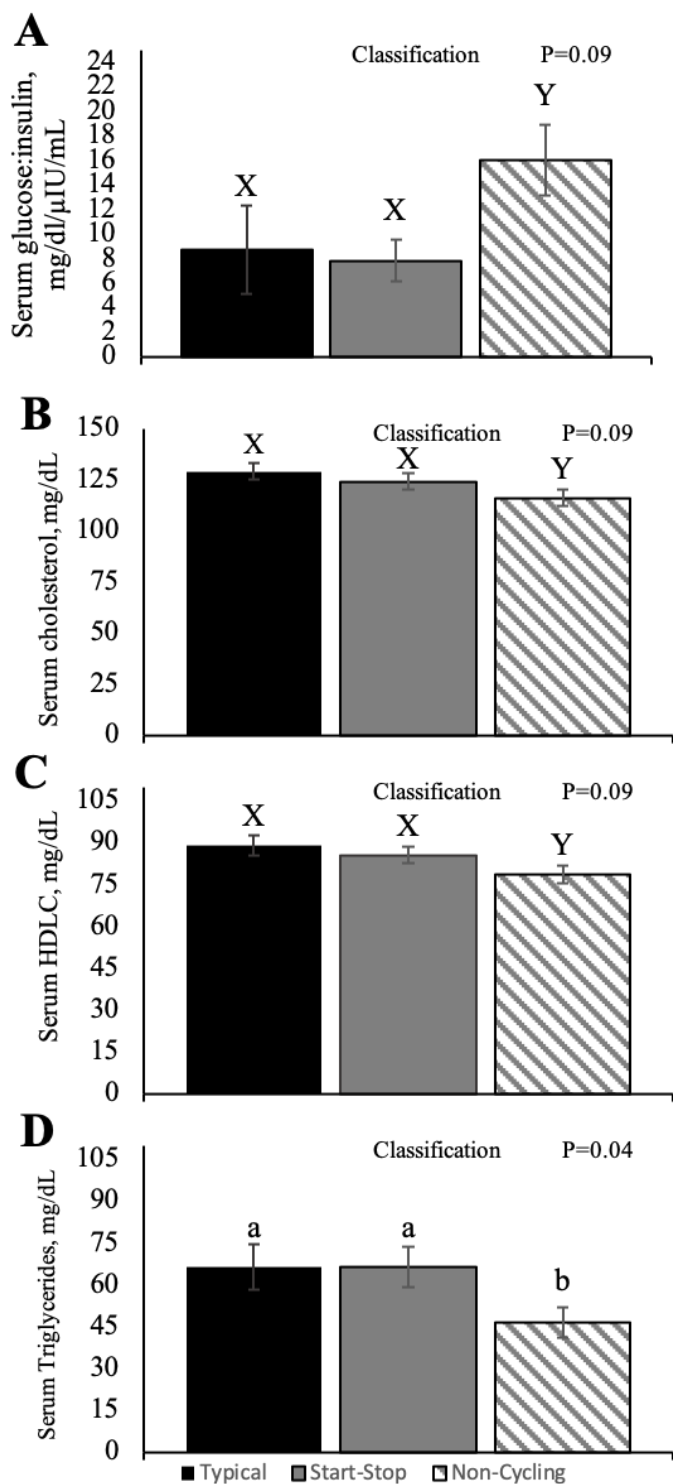 A
Classification P=0.09
Serum glucose:insulin,
mg/dl/µIU/mL
24
22
20
18
16
14
12
10
8
6
4
2
0
X
X
Y
B
Classification P=0.09
Serum cholesterol, mg/dL
150
125
100
75
50
25
0
X
X
Y
C
Classification P=0.09
Serum HDLC, mg/dL
105
90
75
60
45
30
15
0
X
X
Y
D
Classification P=0.04
Serum Triglycerides, mg/dL
105
90
75
60
45
30
15
0
a
a
b
Typical Start-Stop Non-Cycling